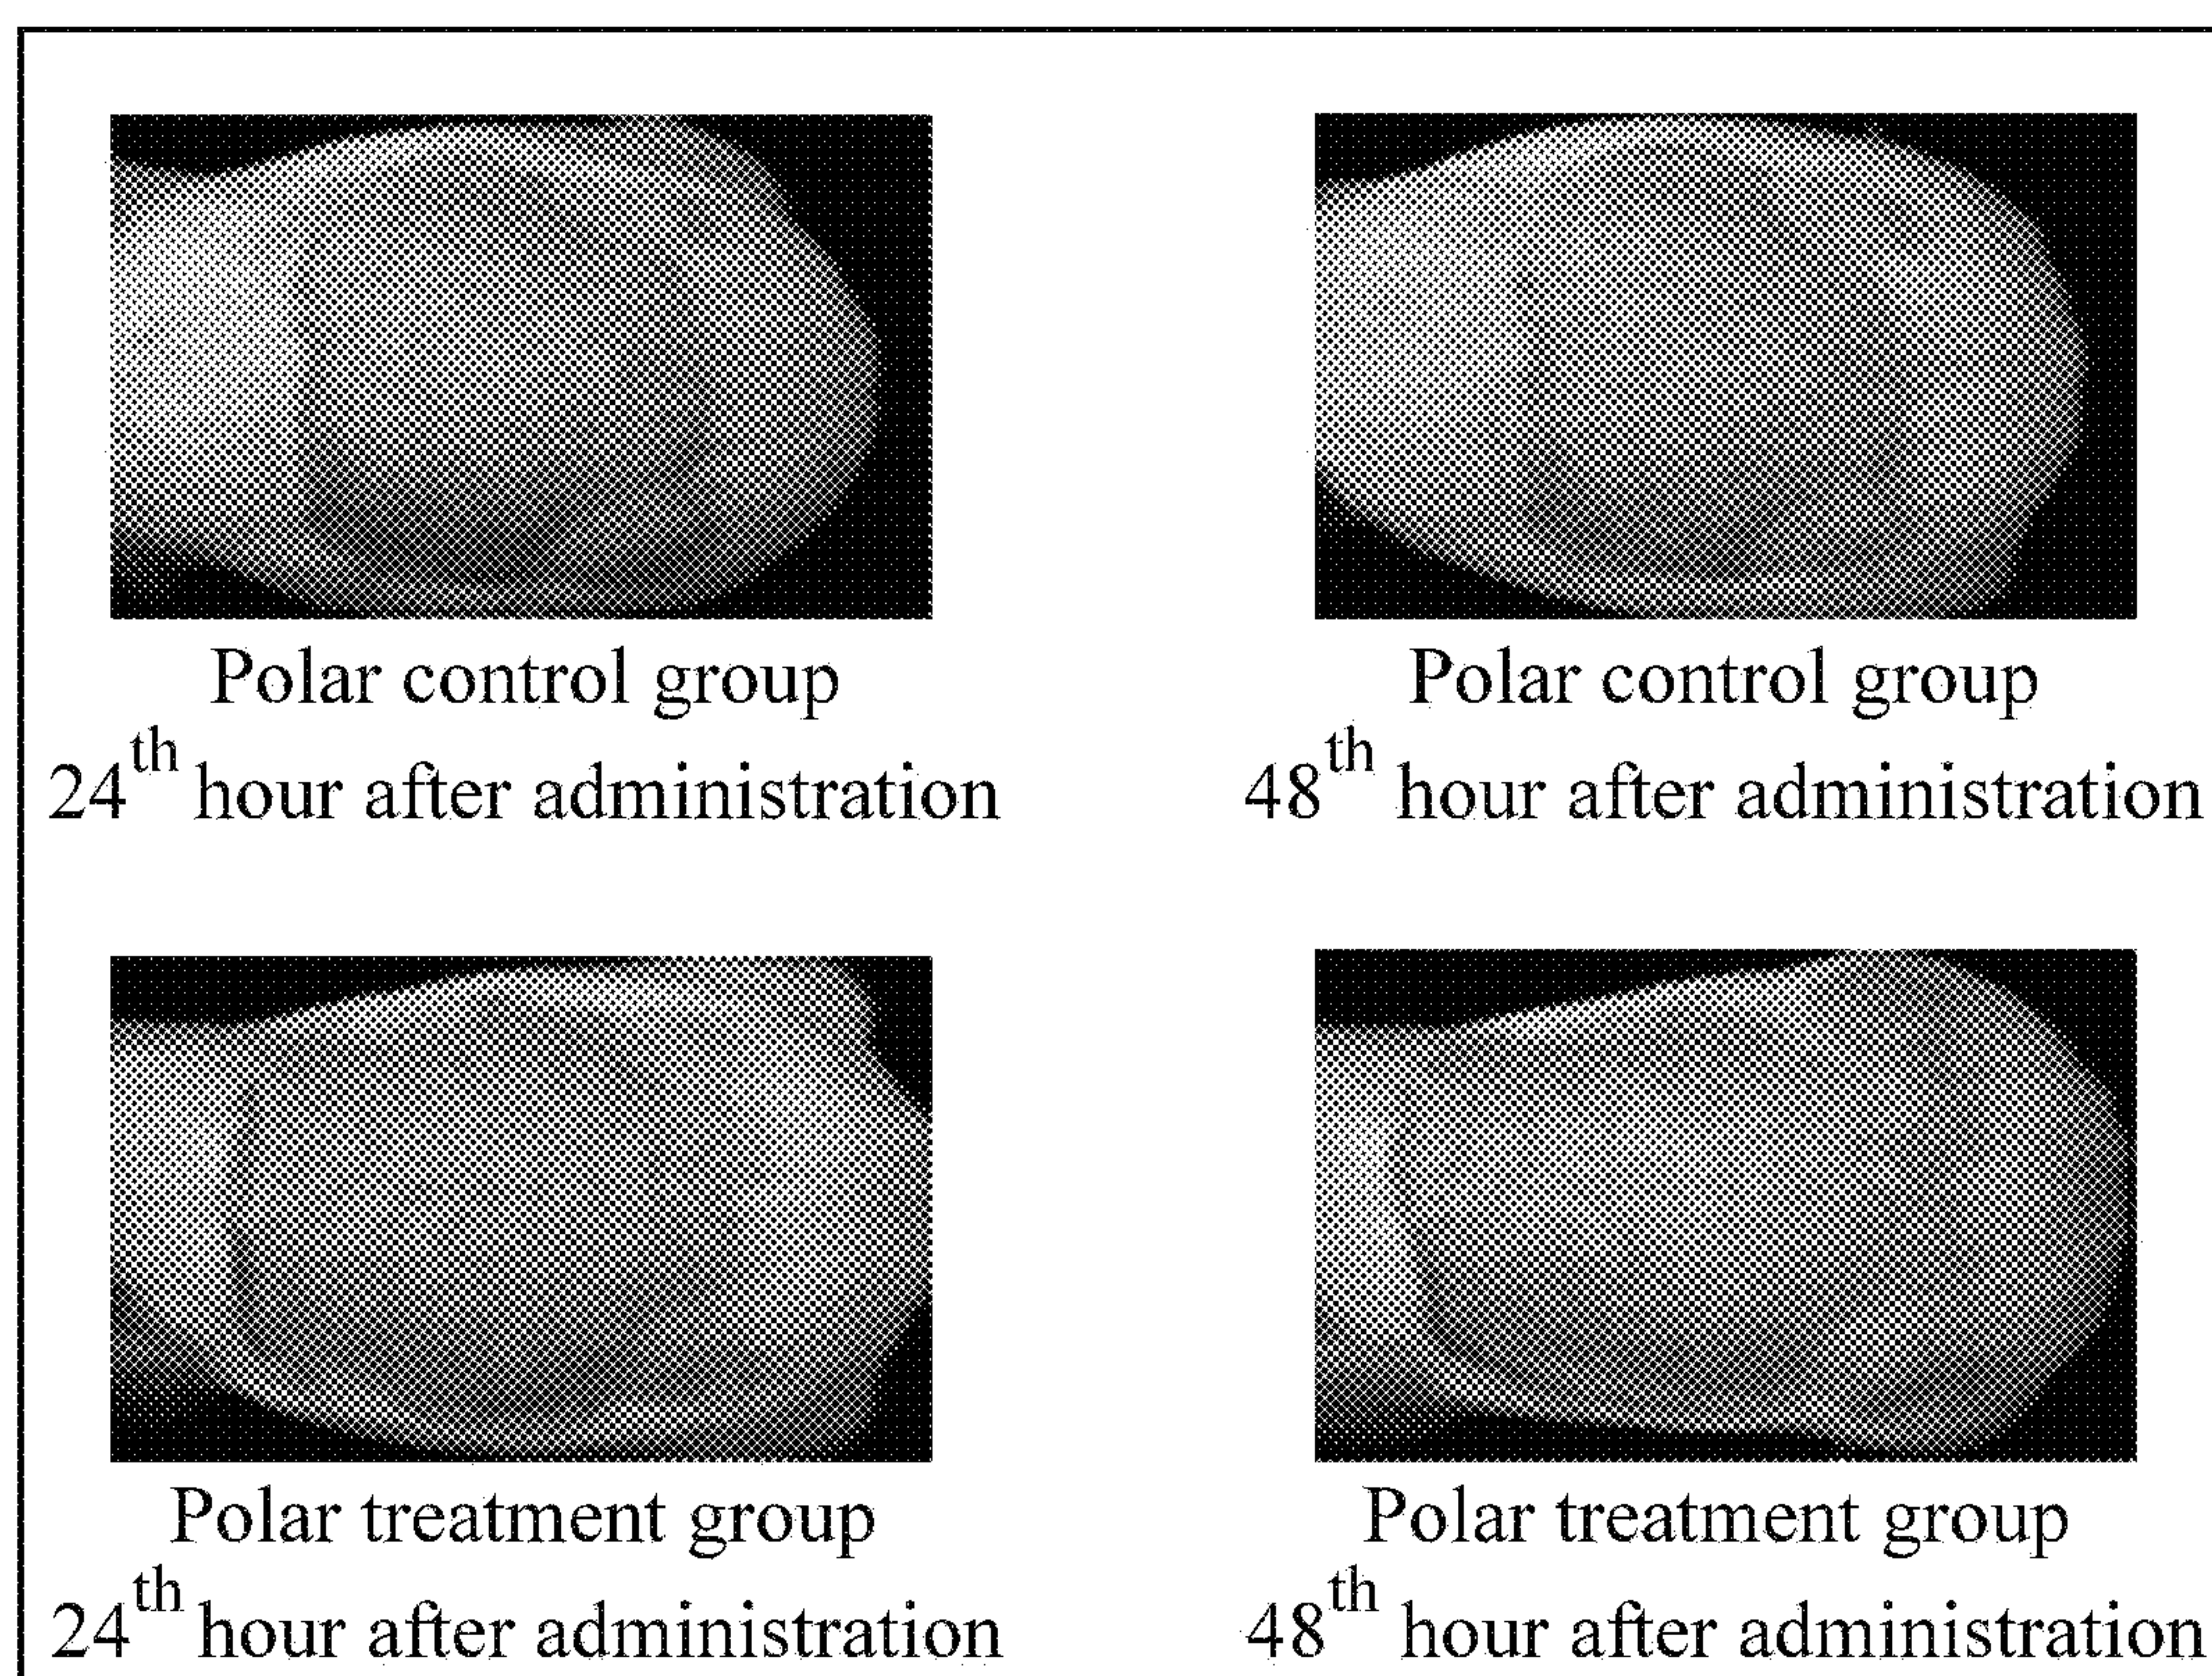 Polar control group
24th hour after administration
Polar control group
48th hour after administration
Polar treatment group
24th hour after administration
Polar treatment group
48th hour after administration